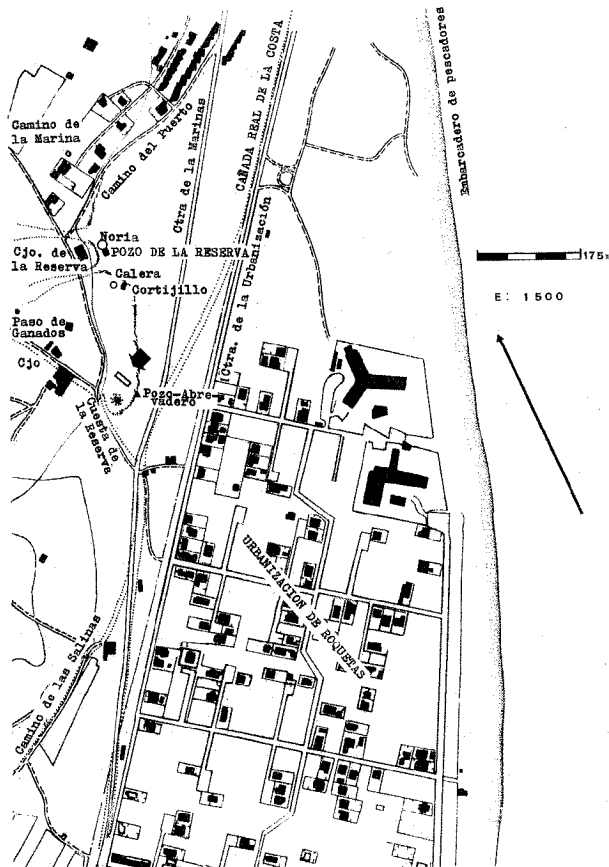 Camino de
la Marina
Camino del Puerto
Ctra de la Marinas
CAÑADA REAL DE LA COSTA
Embarcadero de pescadores
Noria
POZO DE LA RESERVA
Cjo. de
la Reserva
Calera
Cortijillo
Ctra. de la Urbanización
175
E: 1500
Paso de
Ganados
Cjo
Pozo-Abre-
vadero
Cuesta de
la Reserva
URBANIZACION DE ROQUETAS
Camino de las Salinas